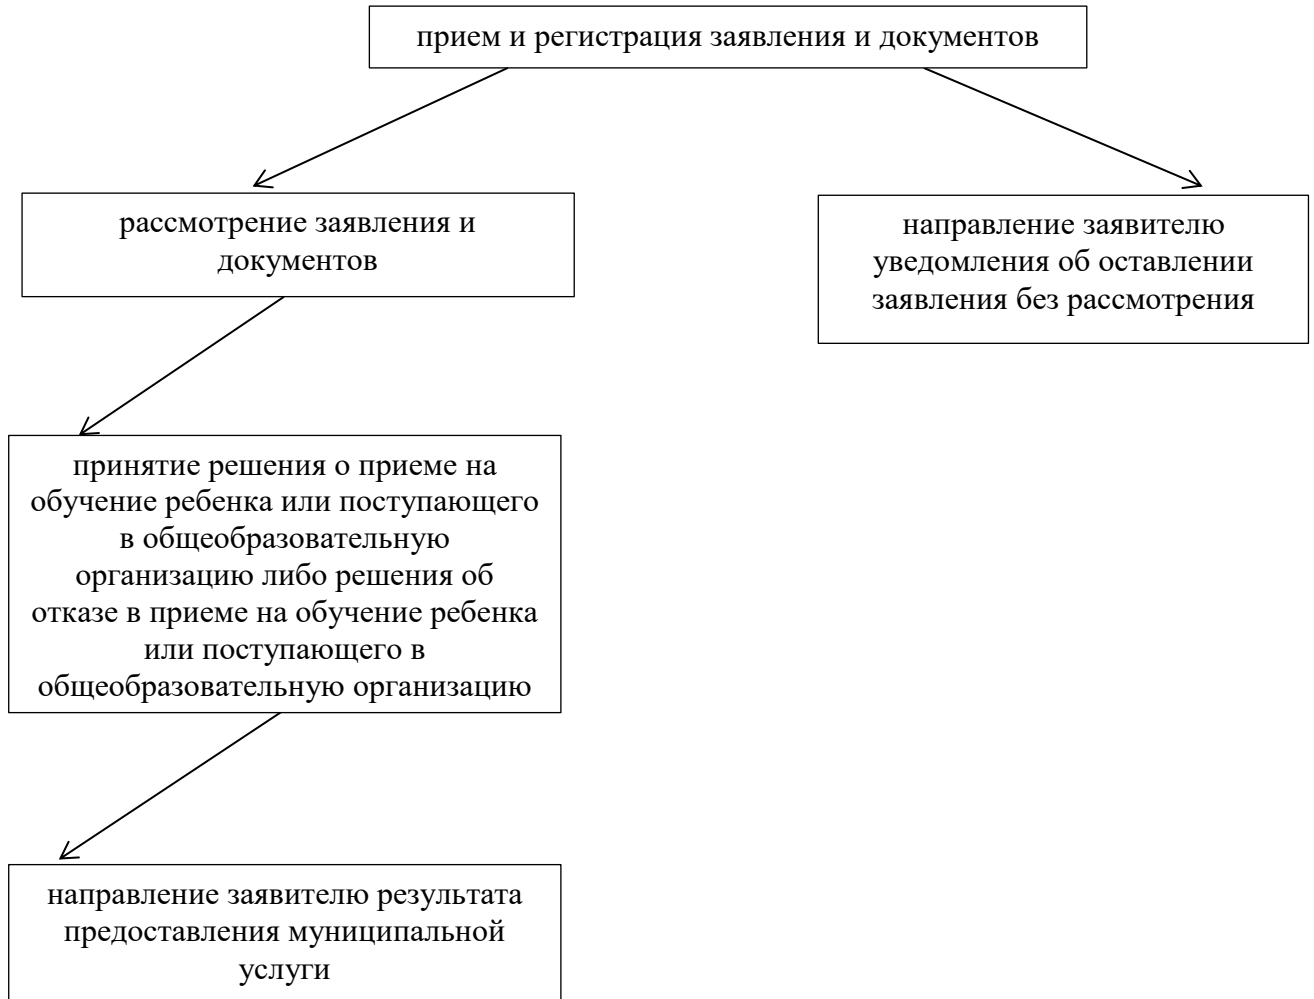 прием и регистрация заявления и документов
рассмотрение заявления и
документов
направление заявителю
уведомления об оставлении
заявления без рассмотрения
принятие решения о приеме на
обучение ребенка или поступающего
в общеобразовательную
организацию либо решения об
отказе в приеме на обучение ребенка
или поступающего в
общеобразовательную организацию
направление заявителю результата
предоставления муниципальной
услуги